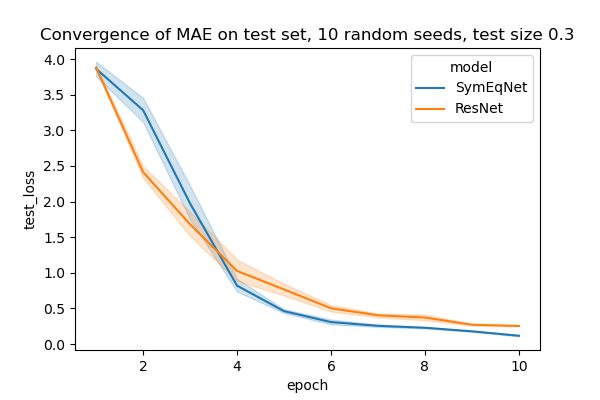 Convergence of MAE on test set, 10 random seeds, test size 0.3
model
SymEqNet
ResNet
test_loss
4.0
3.5
3.0
2.5
2.0
1.5
1.0
0.5
0.0
2
4
6
8
10
epoch